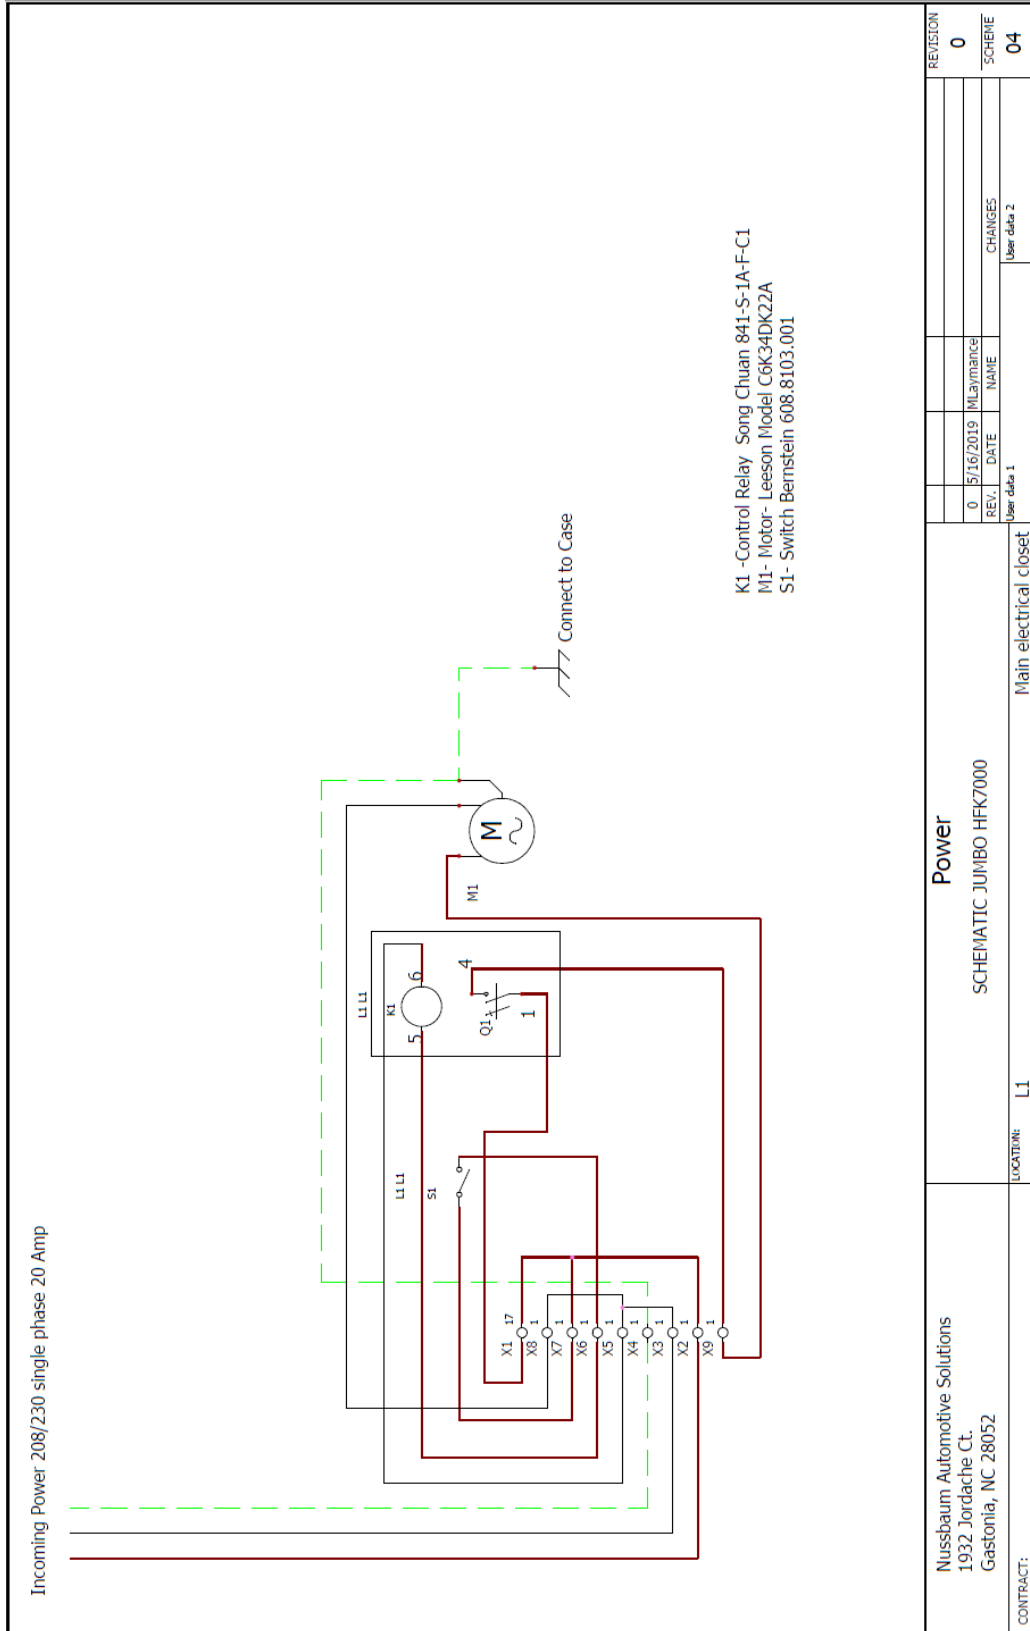 Incoming Power 208/230 single phase 20 Amp
L1 L1
K1
5
6
Q1
1
4
L1 L1
S1
M1
M
Connect to Case
X1
17
X8
1
X7
1
X6
1
X5
1
X4
1
X3
1
X2
1
X9
1
K1 -Control Relay Song Chuan 841-S-1A-F-C1
M1- Motor- Leeson Model C6K34DK22A
S1- Switch Bernstein 608.8103.001
Nussbaum Automotive Solutions
1932 Jordache Ct.
Gastonia, NC 28052
CONTRACT:
Power
SCHEMATIC JUMBO HFK7000
LOCATION:
L1
Main electrical closet
0 5/16/2019 MLaymance
REV. DATE NAME CHANGES
User data 1
User data 2
REVISION
0
SCHEME
04